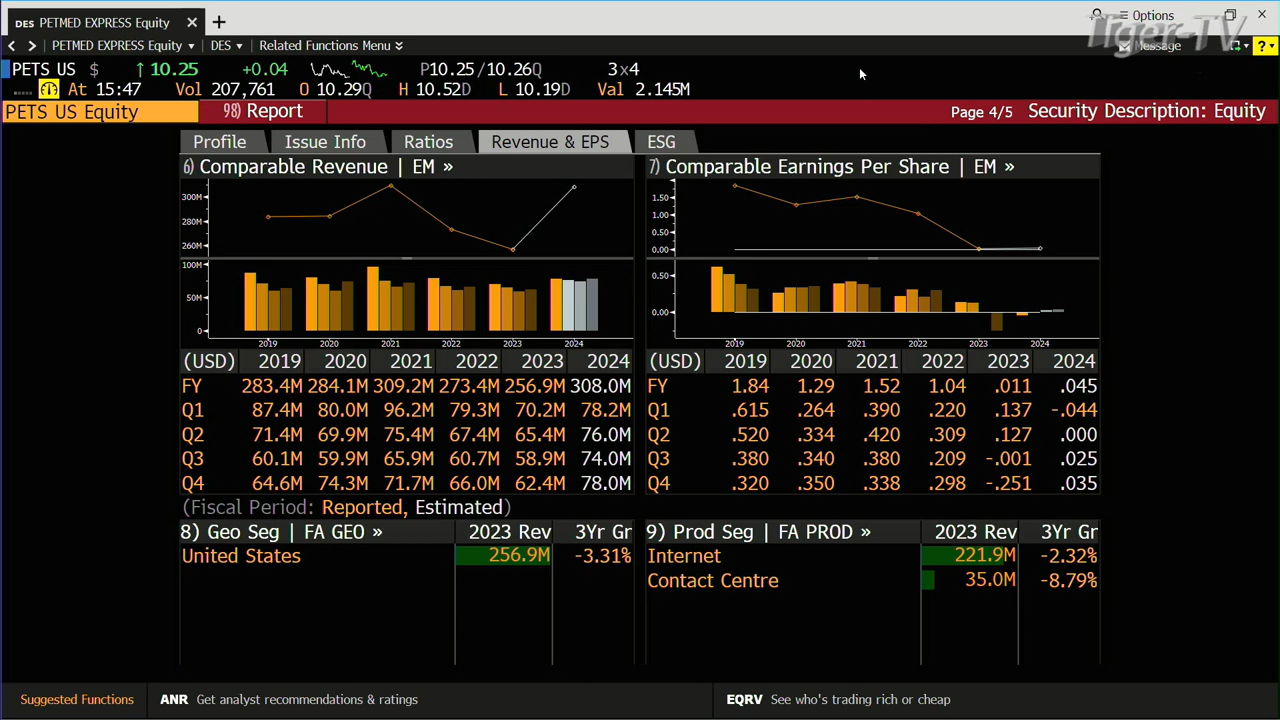 DES PETMED EXPRESS Equity × +
Options
Tiger-TV
< > PETMED EXPRESS Equity ▾ DES ▾ Related Functions Menu Message ?
PETS US $ ↑ 10.25 +0.04 P10.25/10.26Q 3x4
At 15:47 Vol 207,761 O 10.29Q H 10.52D L 10.19D Val 2.145M
PETS US Equity 98) Report Page 4/5 Security Description: Equity
Profile Issue Info Ratios Revenue & EPS ESG
6) Comparable Revenue | EM »
300M
280M
260M
100M
50M
0
2019 2020 2021 2022 2023 2024
(USD) 2019 2020 2021 2022 2023 2024
FY 283.4M 284.1M 309.2M 273.4M 256.9M 308.0M
Q1 87.4M 80.0M 96.2M 79.3M 70.2M 78.2M
Q2 71.4M 69.9M 75.4M 67.4M 65.4M 76.0M
Q3 60.1M 59.9M 65.9M 60.7M 58.9M 74.0M
Q4 64.6M 74.3M 71.7M 66.0M 62.4M 78.0M
(Fiscal Period: Reported, Estimated)
7) Comparable Earnings Per Share | EM »
1.50
1.00
0.50
0.00
0.50
0.00
2019 2020 2021 2022 2023 2024
(USD) 2019 2020 2021 2022 2023 2024
FY 1.84 1.29 1.52 1.04 .011 .045
Q1 .615 .264 .390 .220 .137 -.044
Q2 .520 .334 .420 .309 .127 .000
Q3 .380 .340 .380 .209 -.001 .025
Q4 .320 .350 .338 .298 -.251 .035
8) Geo Seg | FA GEO » 2023 Rev 3Yr Gr
United States 256.9M -3.31%
9) Prod Seg | FA PROD » 2023 Rev 3Yr Gr
Internet 221.9M -2.32%
Contact Centre 35.0M -8.79%
Suggested Functions ANR Get analyst recommendations & ratings EQRV See who's trading rich or cheap